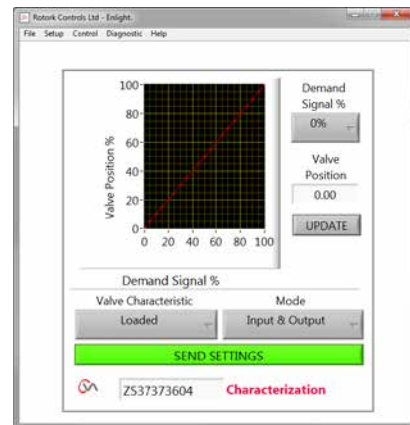 Rotork Controls Ltd - Enlight.
File Setup Control Diagnostic Help
Demand
Signal %
0%
Valve
Position
0.00
UPDATE
Valve Position %
100
80
60
40
20
0
0 20 40 60 80 100
Demand Signal %
Valve Characteristic Mode
Loaded Input & Output
SEND SETTINGS
ZS37373604 Characterization